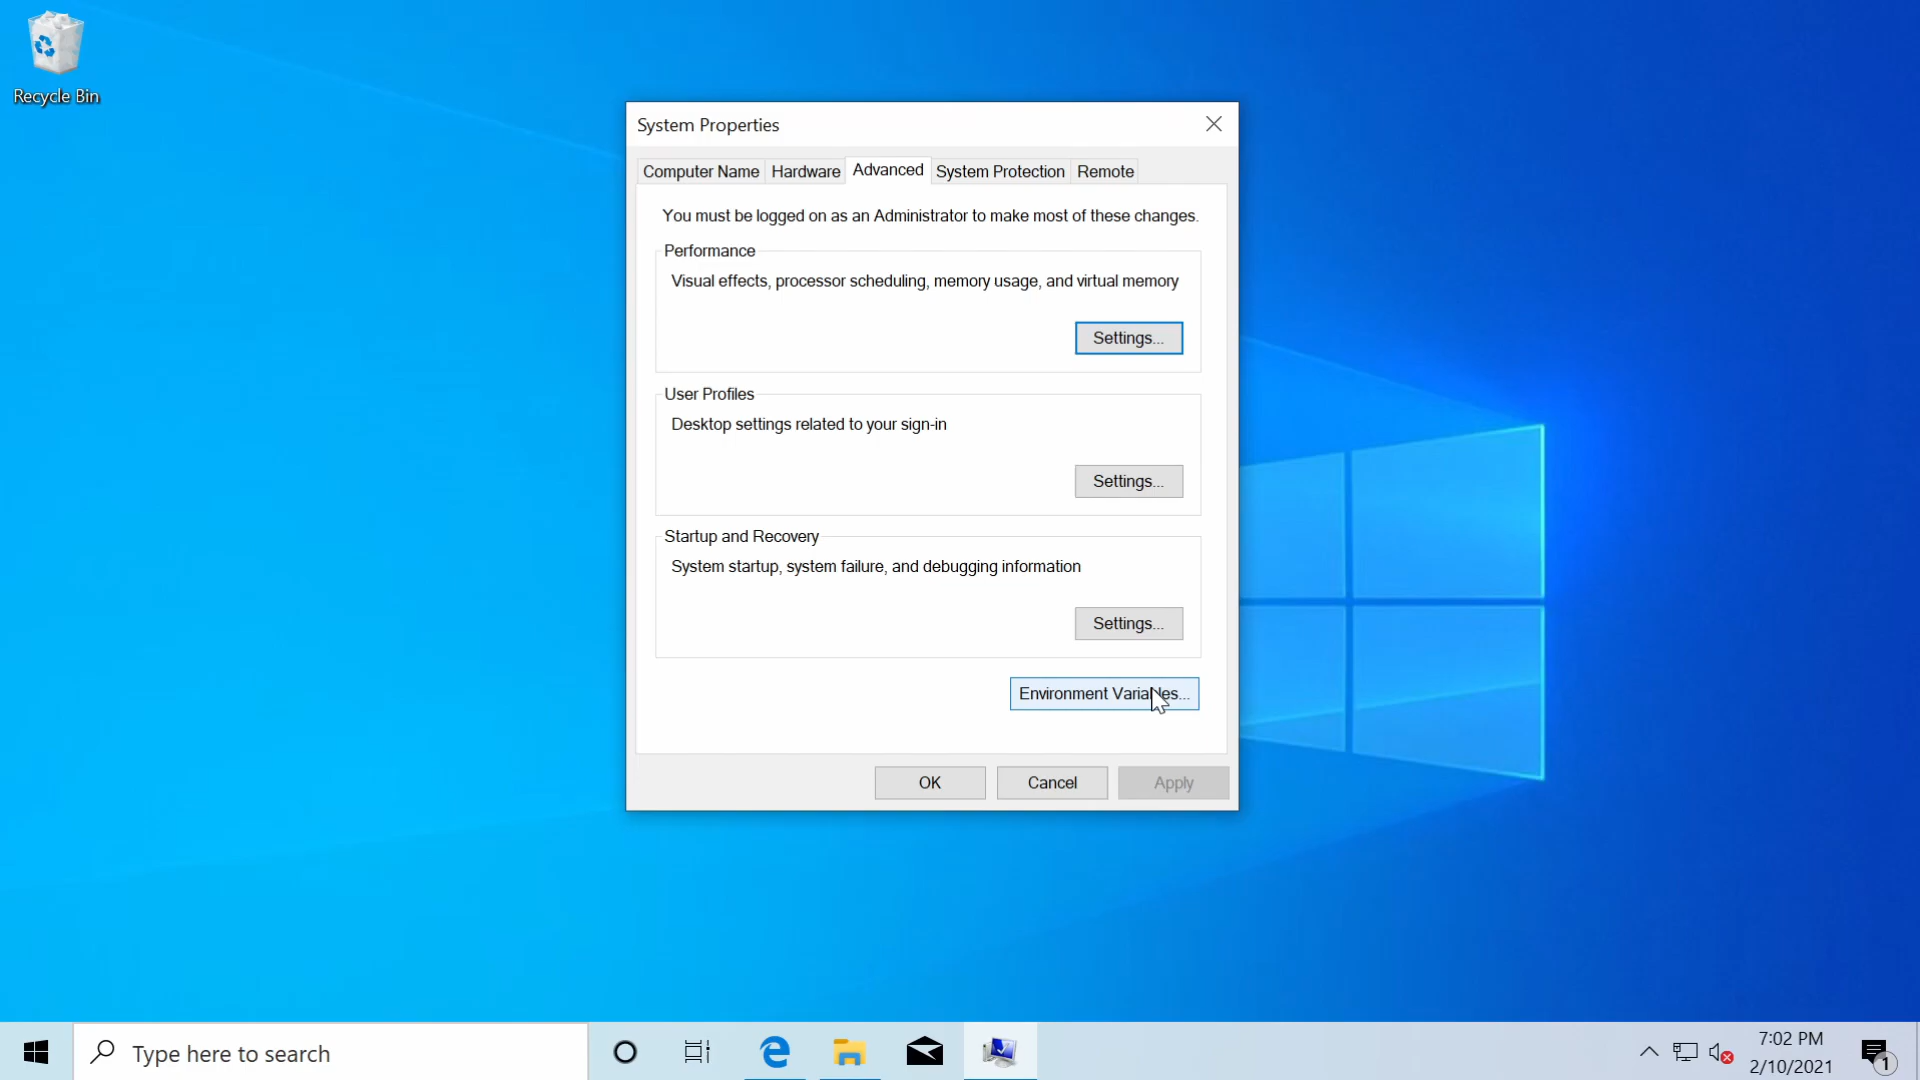 Recycle Bin
System Properties
Computer Name Hardware Advanced System Protection Remote
You must be logged on as an Administrator to make most of these changes.
Performance
Visual effects, processor scheduling, memory usage, and virtual memory
Settings...
User Profiles
Desktop settings related to your sign-in
Settings...
Startup and Recovery
System startup, system failure, and debugging information
Settings...
Environment Variables...
OK Cancel Apply
Type here to search
7:02 PM
2/10/2021
1